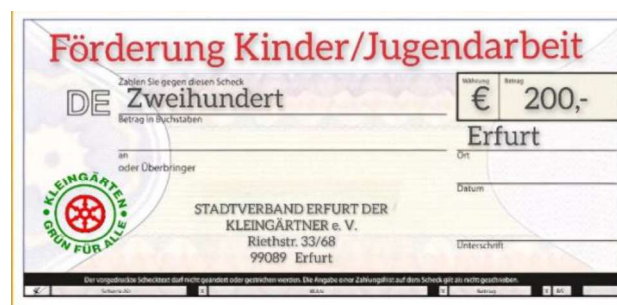 Förderung Kinder/Jugendarbeit
Zahlen Sie gegen diesen Scheck
Währung Betrag
DE Zweihundert € 200,-
Betrag in Buchstaben
Erfurt
an Ort
oder Überbringer
Datum
KLEINGÄRTEN
GRÜN FÜR ALLE
STADTVERBAND ERFURT DER
KLEINGÄRTNER e. V.
Riethstr. 33/68
99089 Erfurt
Unterschrift
Der vorgedruckte Schecktext darf nicht geändert oder gestrichen werden. Die Angabe einer Zahlungsfrist auf dem Scheck gilt als nicht geschrieben.